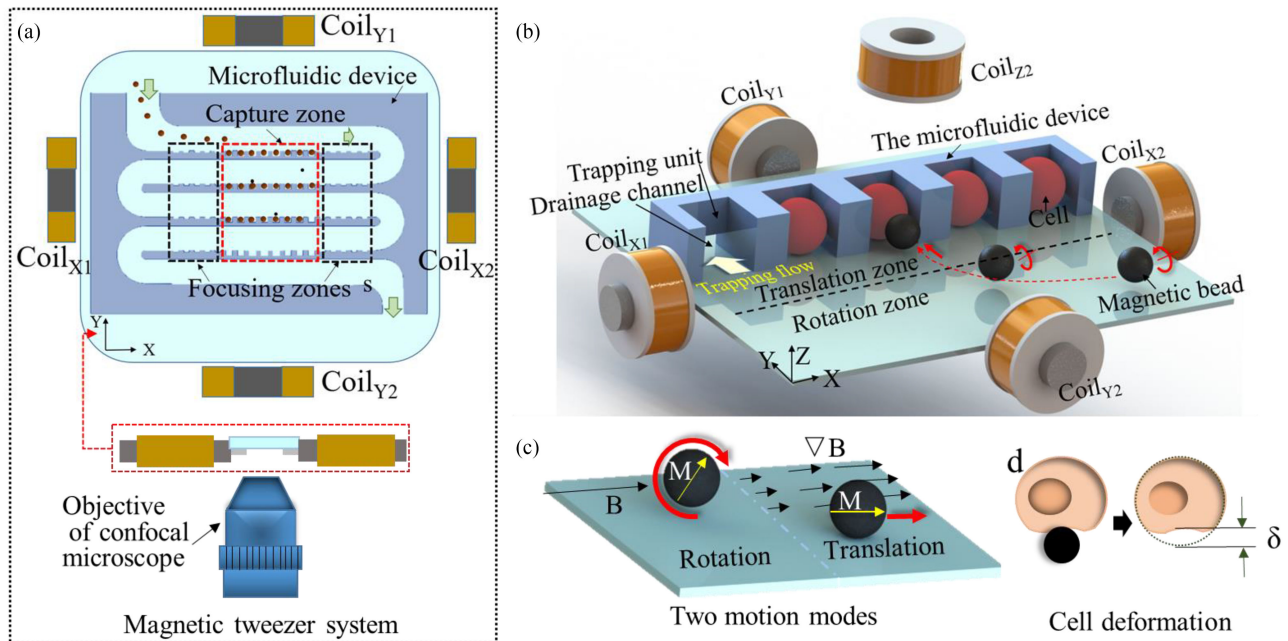 (a)
Coil_Y1
Microfluidic device
Capture zone
Coil_X1
Coil_X2
Focusing zones s
Y
X
Coil_Y2
Objective
of confocal
microscope
Magnetic tweezer system
(b)
Coil_Z2
Coil_Y1
The microfluidic device
Trapping unit
Drainage channel
Coil_X2
Cell
Coil_X1
Trapping flow
Translation zone
Rotation zone
Magnetic bead
Y Z X
Coil_Y2
(c)
▽B
M
B
M
Rotation
Translation
Two motion modes
d
δ
Cell deformation